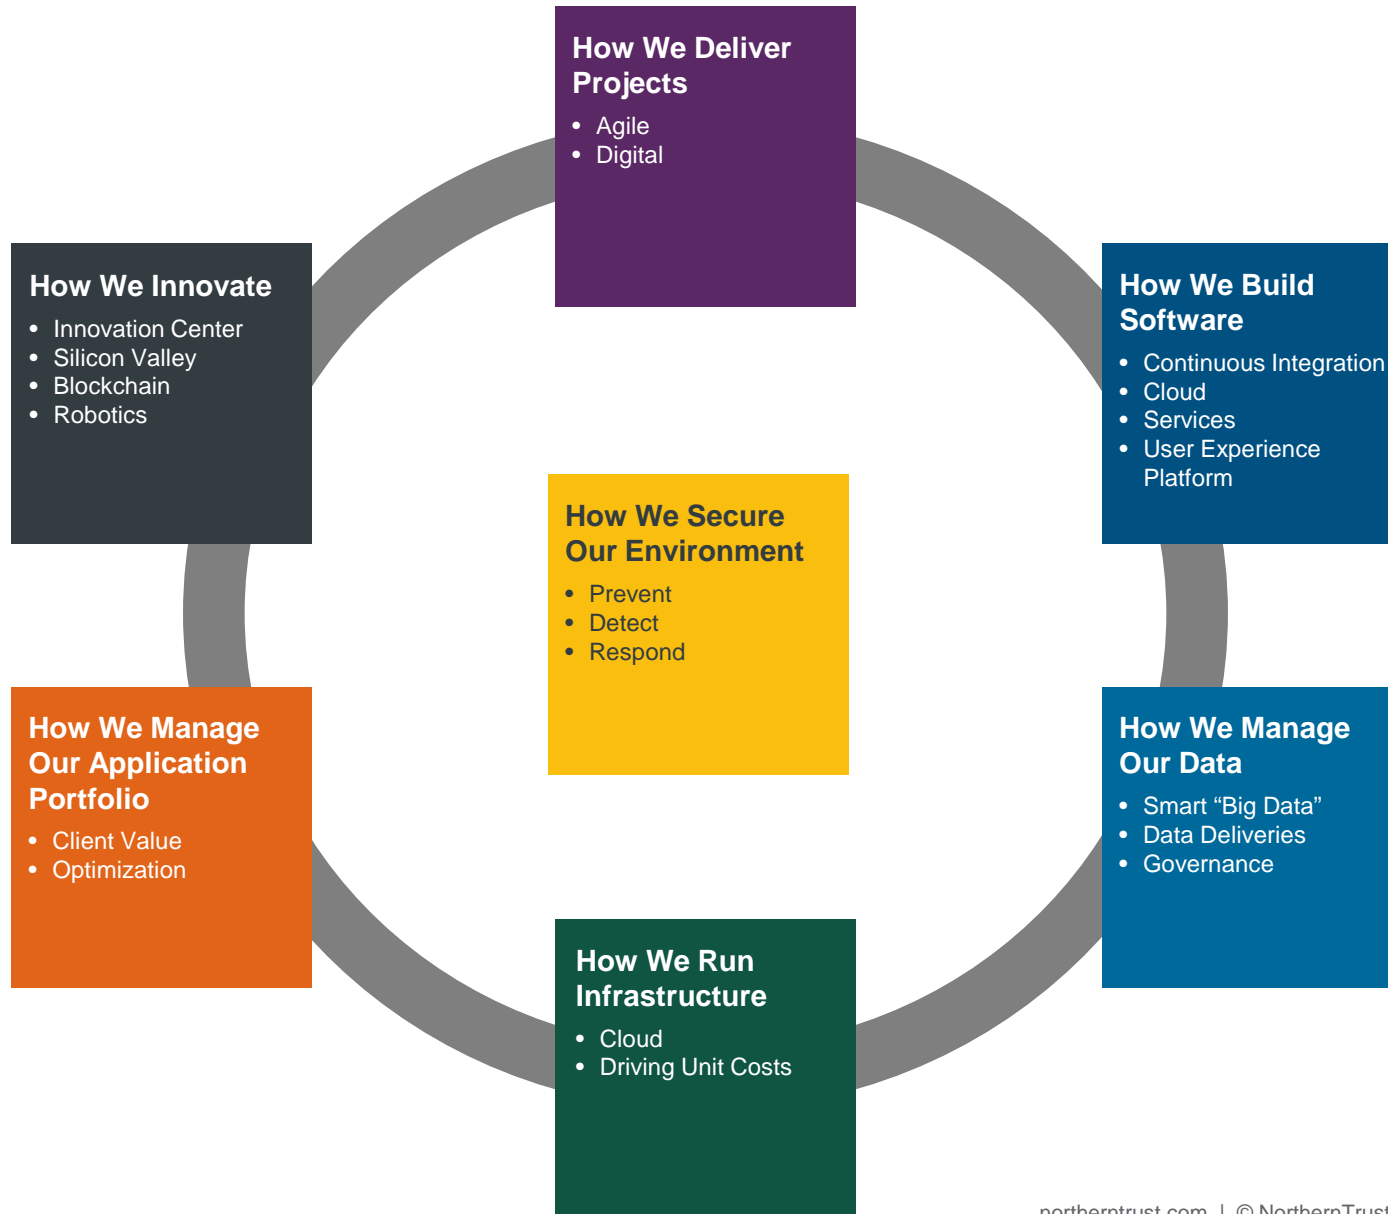 How We Deliver
Projects
• Agile
• Digital
How We Innovate
• Innovation Center
• Silicon Valley
• Blockchain
• Robotics
How We Build
Software
• Continuous Integration
• Cloud
• Services
• User Experience
Platform
How We Secure
Our Environment
• Prevent
• Detect
• Respond
How We Manage
Our Application
Portfolio
• Client Value
• Optimization
How We Manage
Our Data
• Smart “Big Data”
• Data Deliveries
• Governance
How We Run
Infrastructure
• Cloud
• Driving Unit Costs
northerntrust.com | © NorthernTrust